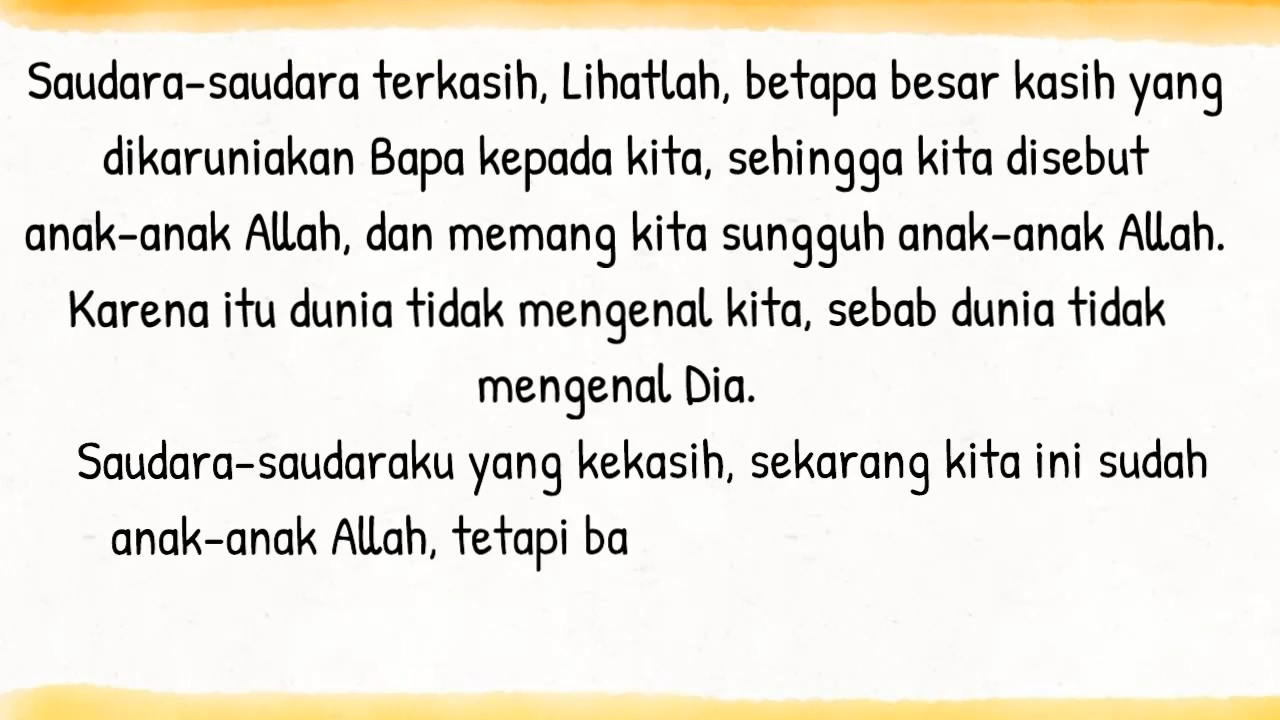 Saudara-saudara terkasih, Lihatlah, betapa besar kasih yang
dikaruniakan Bapa kepada kita, sehingga kita disebut
anak-anak Allah, dan memang kita sungguh anak-anak Allah.
Karena itu dunia tidak mengenal kita, sebab dunia tidak
mengenal Dia.
Saudara-saudaraku yang kekasih, sekarang kita ini sudah
anak-anak Allah, tetapi ba